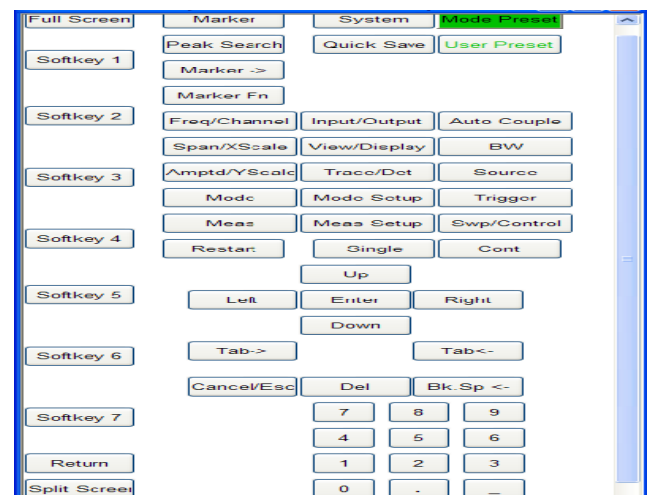 Full Screen Marker System Mode Preset
Peak Search Quick Save User Preset
Softkey 1
Marker ->
Marker Fn
Softkey 2 Freq/Channel Input/Output Auto Couple
Span/XScale View/Display BW
Softkey 3 Amptd/YScale Trace/Det Source
Mode Mode Setup Trigger
Meas Meas Setup Swp/Control
Softkey 4
Restart Single Cont
Up
Softkey 5 Left Enter Right
Down
Softkey 6 Tab-> Tab<-
Cancel/Esc Del Bk.Sp <-
Softkey 7 7 8 9
4 5 6
Return 1 2 3
Split Screen 0 . _